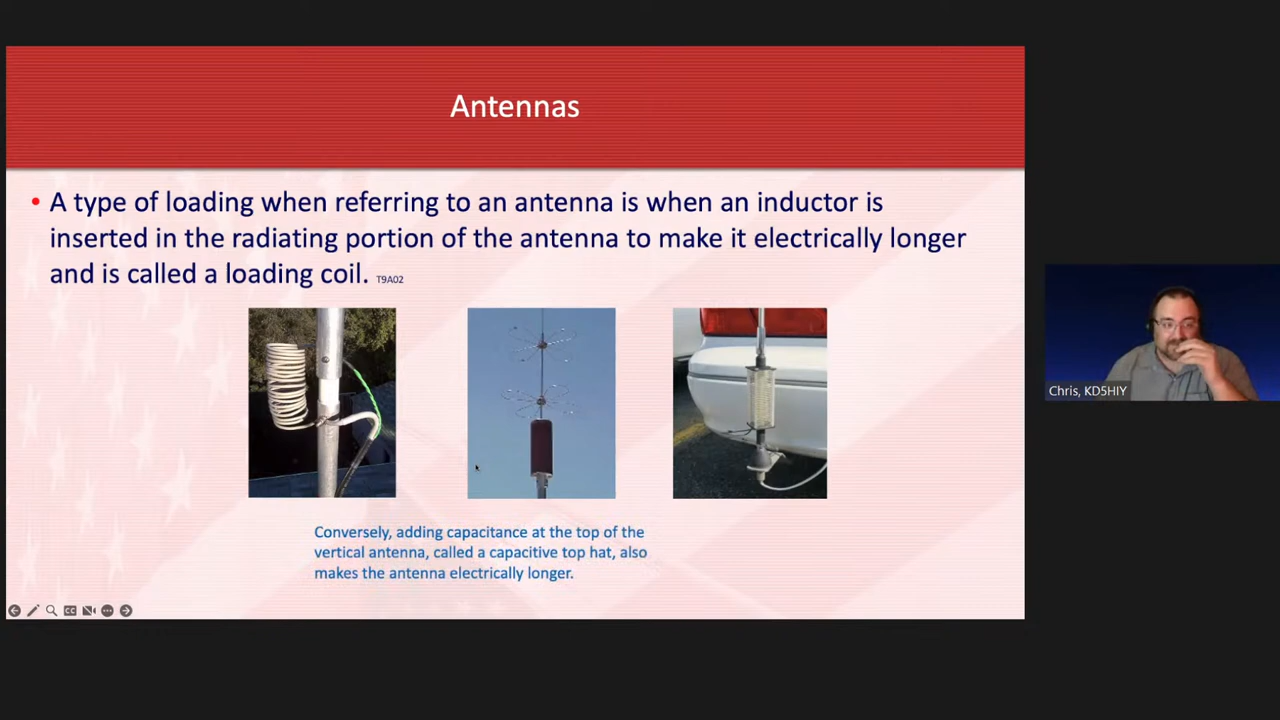 Antennas
• A type of loading when referring to an antenna is when an inductor is
inserted in the radiating portion of the antenna to make it electrically longer
and is called a loading coil. T9A02
Conversely, adding capacitance at the top of the
vertical antenna, called a capacitive top hat, also
makes the antenna electrically longer.
Chris, KD5HIY
CC